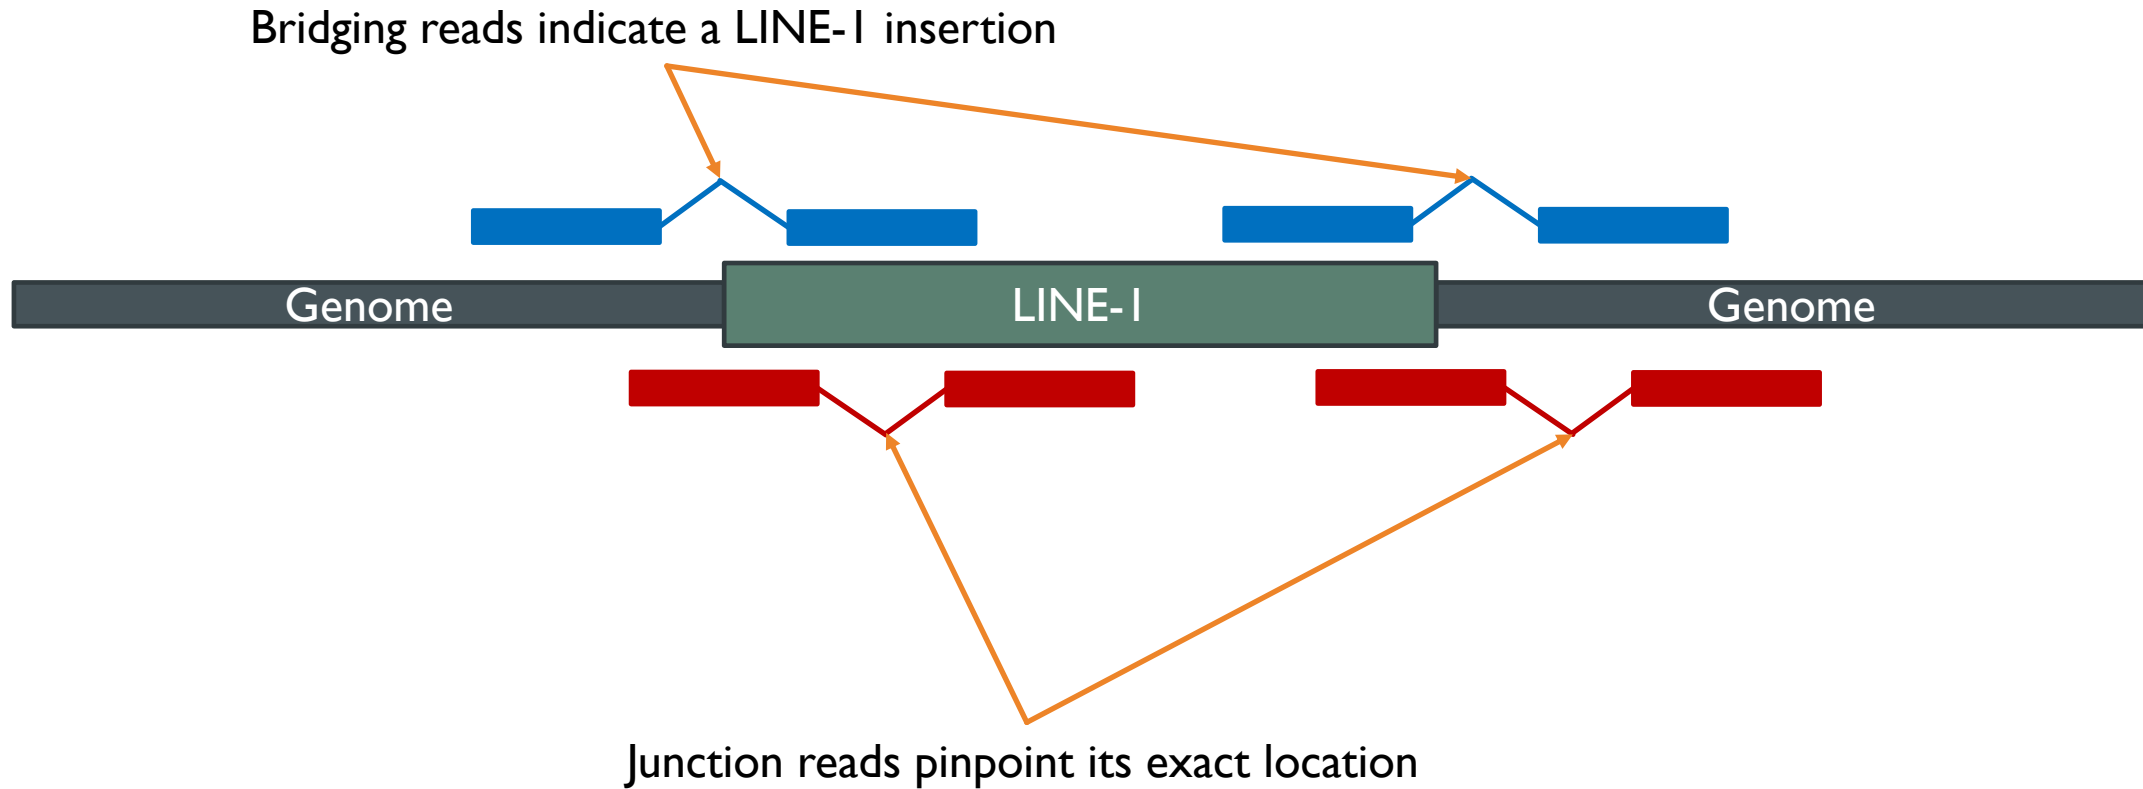 Bridging reads indicate a LINE-1 insertion
Genome
LINE-1
Genome
Junction reads pinpoint its exact location